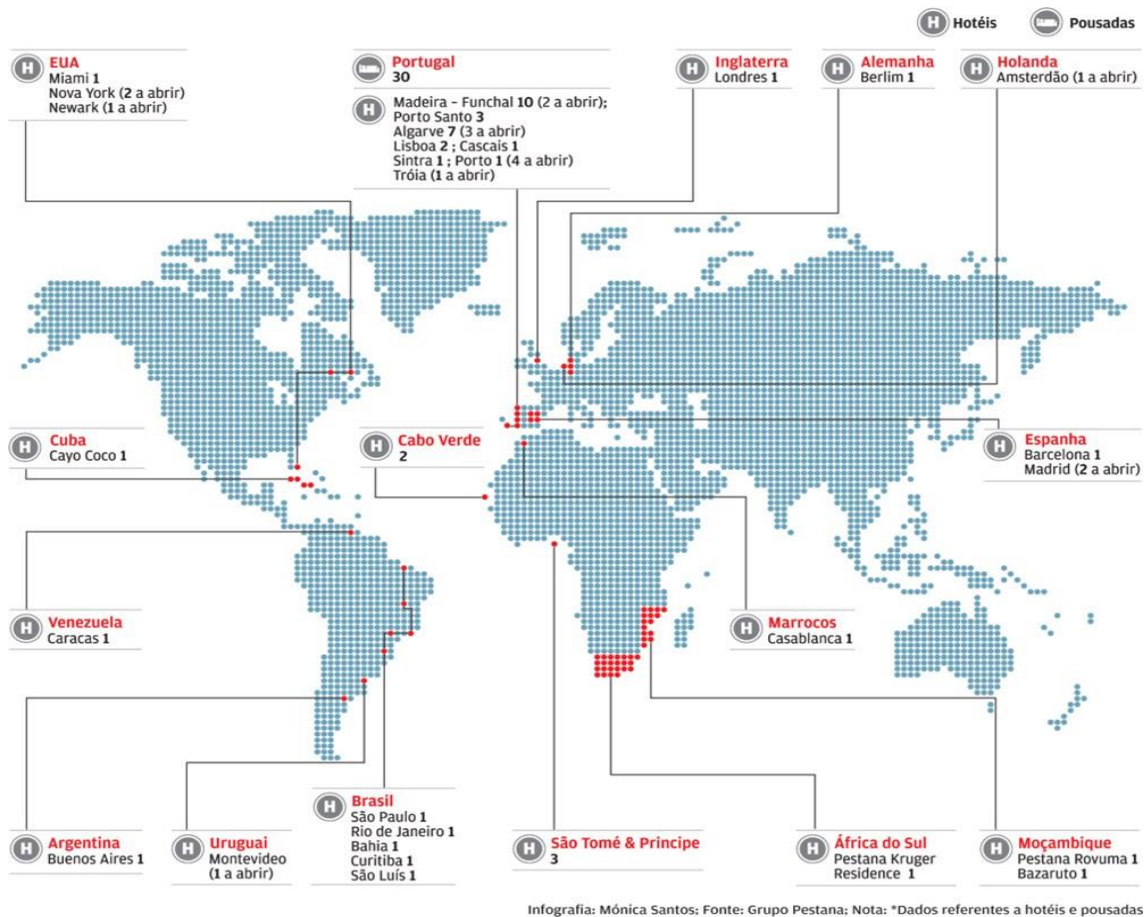 H Hotéis
Pousadas
H EUA
Miami 1
Nova York (2 a abrir)
Newark (1 a abrir)
Portugal
30
H Madeira – Funchal 10 (2 a abrir);
Porto Santo 3
Algarve 7 (3 a abrir)
Lisboa 2 ; Cascais 1
Sintra 1 ; Porto 1 (4 a abrir)
Tróia (1 a abrir)
H Inglaterra
Londres 1
H Alemanha
Berlim 1
H Holanda
Amsterdão (1 a abrir)
H Cuba
Cayo Coco 1
H Cabo Verde
2
H Espanha
Barcelona 1
Madrid (2 a abrir)
H Venezuela
Caracas 1
H Marrocos
Casablanca 1
H Argentina
Buenos Aires 1
H Uruguai
Montevideo
(1 a abrir)
H Brasil
São Paulo 1
Rio de Janeiro 1
Bahia 1
Curitiba 1
São Luís 1
H São Tomé & Principe
3
H África do Sul
Pestana Kruger
Residence 1
H Moçambique
Pestana Rovuma 1
Bazaruto 1
Infografia: Mónica Santos; Fonte: Grupo Pestana; Nota: *Dados referentes a hotéis e pousadas